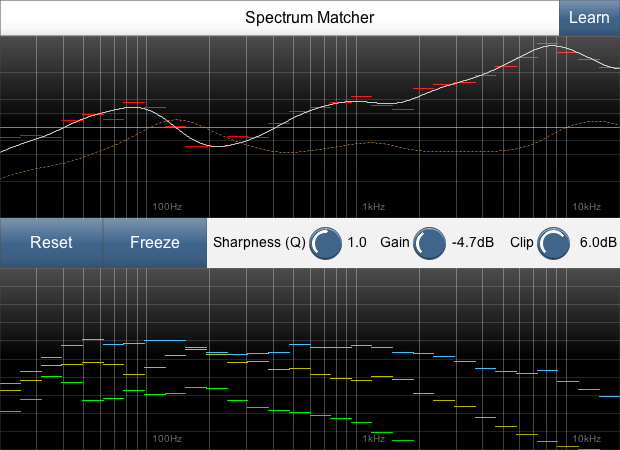 Spectrum Matcher Learn
100Hz 1kHz 10kHz
Reset Freeze Sharpness (Q) 1.0 Gain -4.7dB Clip 6.0dB
100Hz 1kHz 10kHz